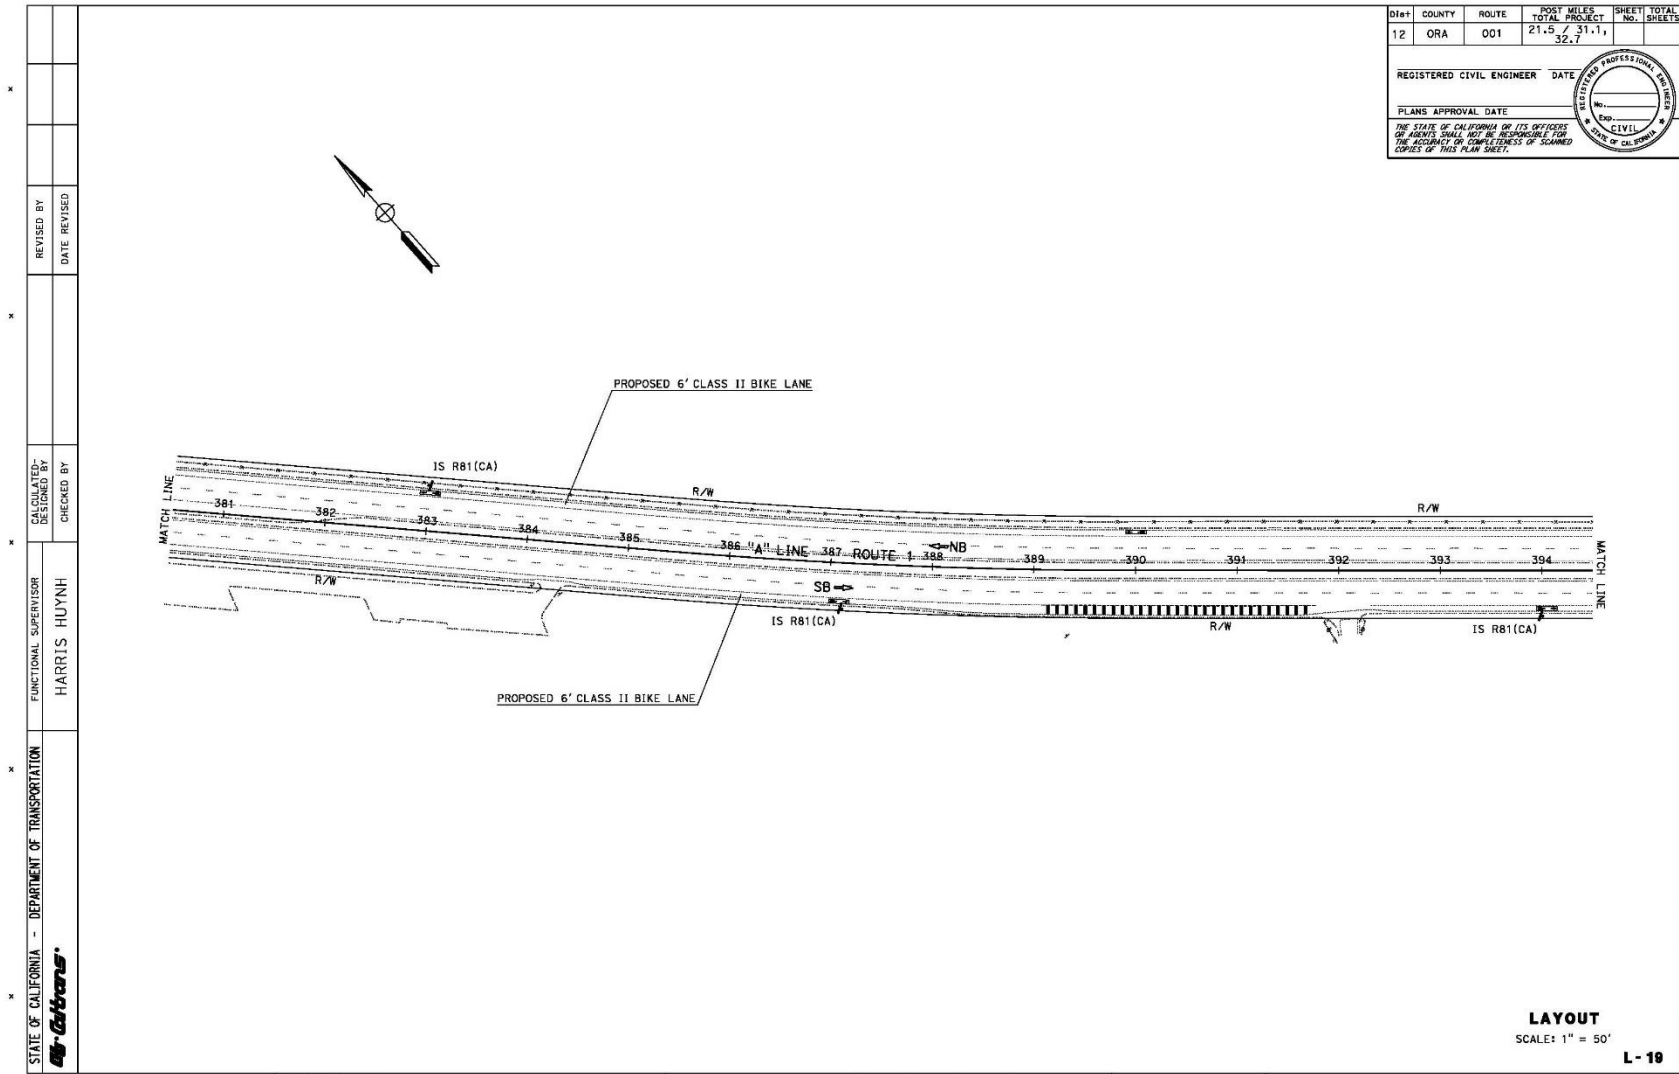 Dist COUNTY ROUTE POST MILES TOTAL PROJECT SHEET No. TOTAL SHEETS
12 ORA 001 21.5 / 31.1, 32.7
REGISTERED CIVIL ENGINEER DATE
PLANS APPROVAL DATE
THE STATE OF CALIFORNIA OR ITS OFFICERS
OR AGENTS SHALL NOT BE RESPONSIBLE FOR
THE ACCURACY OR COMPLETENESS OF SCANNED
COPIES OF THIS PLAN SHEET.
REGISTERED PROFESSIONAL ENGINEER
No.
Exp.
CIVIL
STATE OF CALIFORNIA
REVISED BY
DATE REVISED
CALCULATED-
DESIGNED BY
CHECKED BY
FUNCTIONAL SUPERVISOR
HARRIS HUYNH
STATE OF CALIFORNIA - DEPARTMENT OF TRANSPORTATION
Caltrans
PROPOSED 6' CLASS II BIKE LANE
IS R81(CA)
R/W
R/W
MATCH LINE
381 382 383 384 385 386 "A" LINE 387 ROUTE 1 388 389 390 391 392 393 394
NB
SB
MATCH LINE
R/W
IS R81(CA)
R/W
IS R81(CA)
PROPOSED 6' CLASS II BIKE LANE
LAYOUT
SCALE: 1" = 50'
L-19